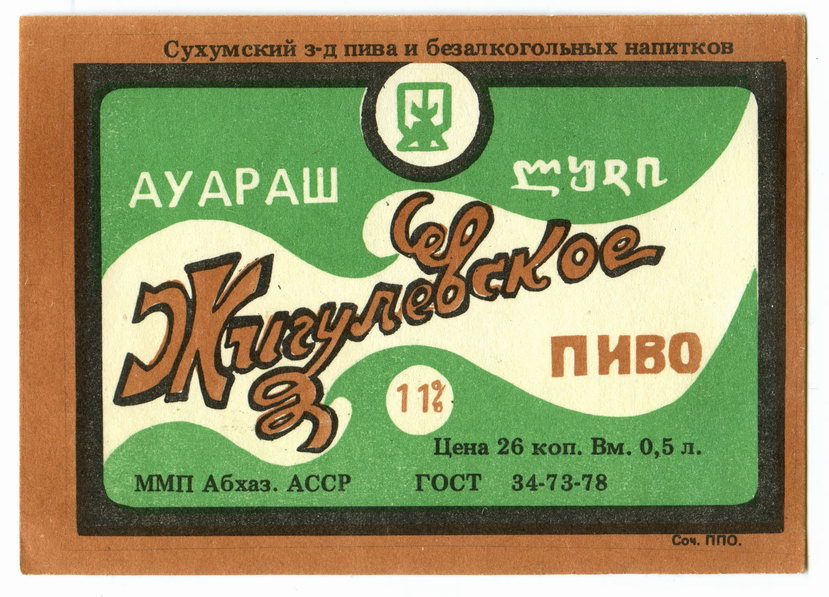 Сухумский з-д пива и безалкогольных напитков
АУАРАШ
ლუდი
Жигулевское
ПИВО
11%
Цена 26 коп. Вм. 0,5 л.
ММП Абхаз. АССР ГОСТ 34-73-78
Соч. ППО.